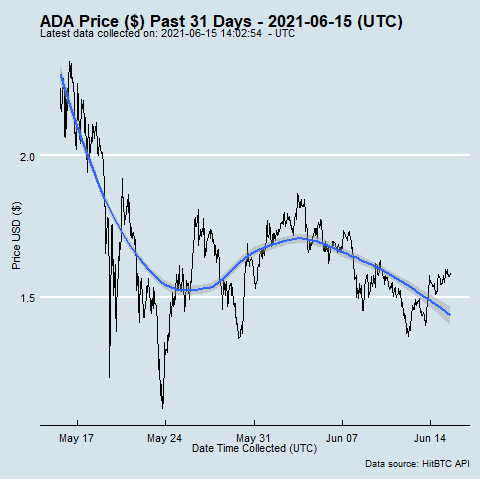 ADA Price ($) Past 31 Days - 2021-06-15 (UTC)
Latest data collected on: 2021-06-15 14:02:54 - UTC
2.0
Price USD ($)
1.5
May 17 May 24 May 31 Jun 07 Jun 14
Date Time Collected (UTC)
Data source: HitBTC API